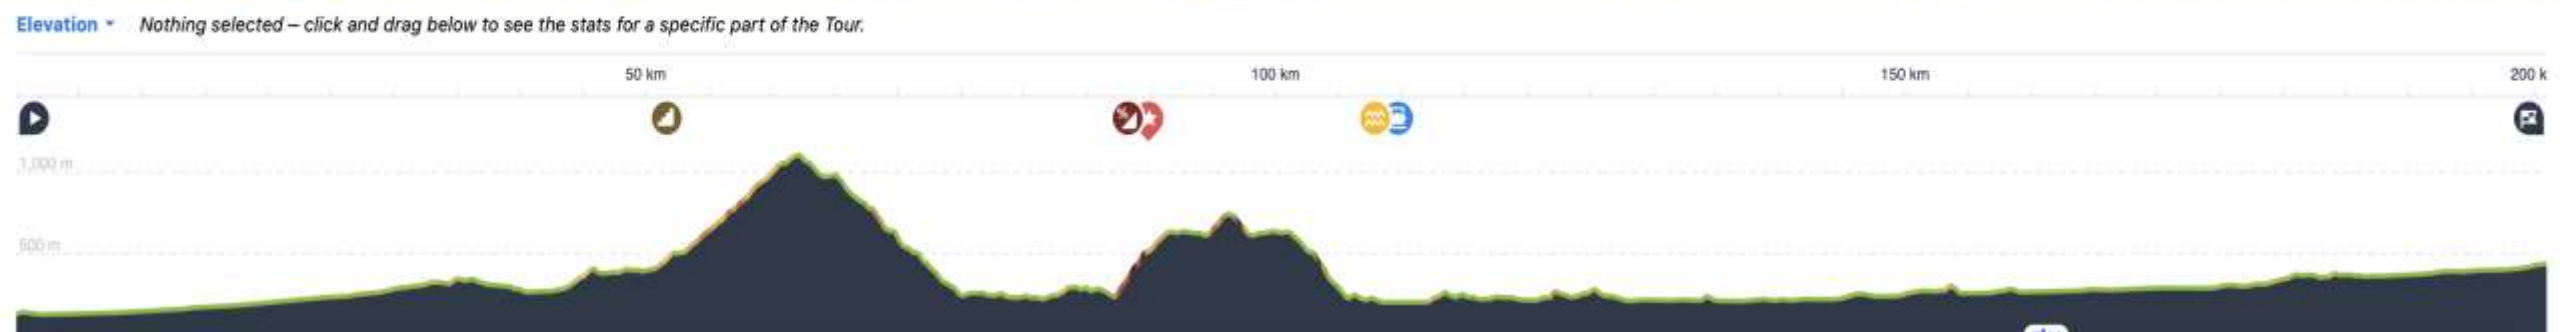 Elevation Nothing selected – click and drag below to see the stats for a specific part of the Tour.
50 km 100 km 150 km 200 k
1,000 m
500 m